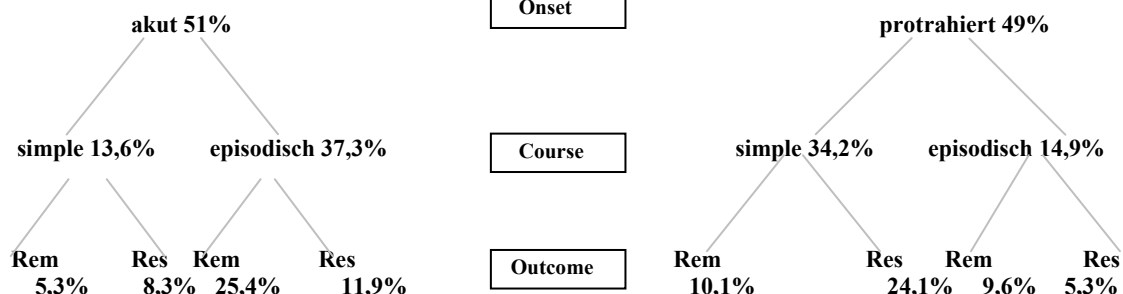 Onset
akut 51%
protrahiert 49%
simple 13,6%
episodisch 37,3%
Course
simple 34,2%
episodisch 14,9%
Rem
Res
Rem
Res
Outcome
Rem
Res
Rem
Res
5,3%
8,3%
25,4%
11,9%
10,1%
24,1%
9,6%
5,3%